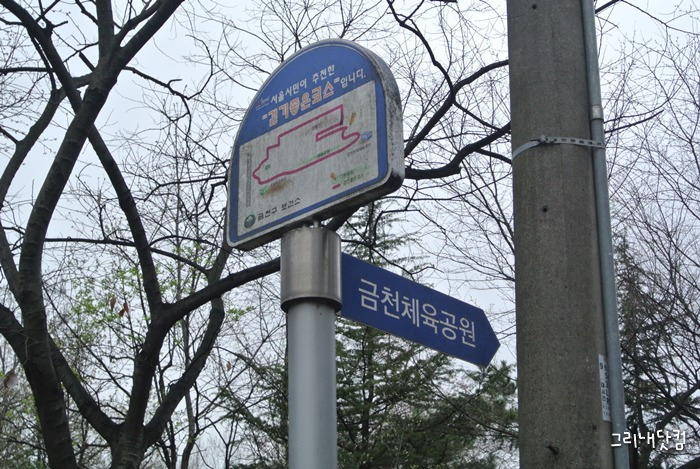 서울시민이 추천한
"걷기좋은코스"입니다.
금천구 보건소
금천체육공원
그리내닷컴